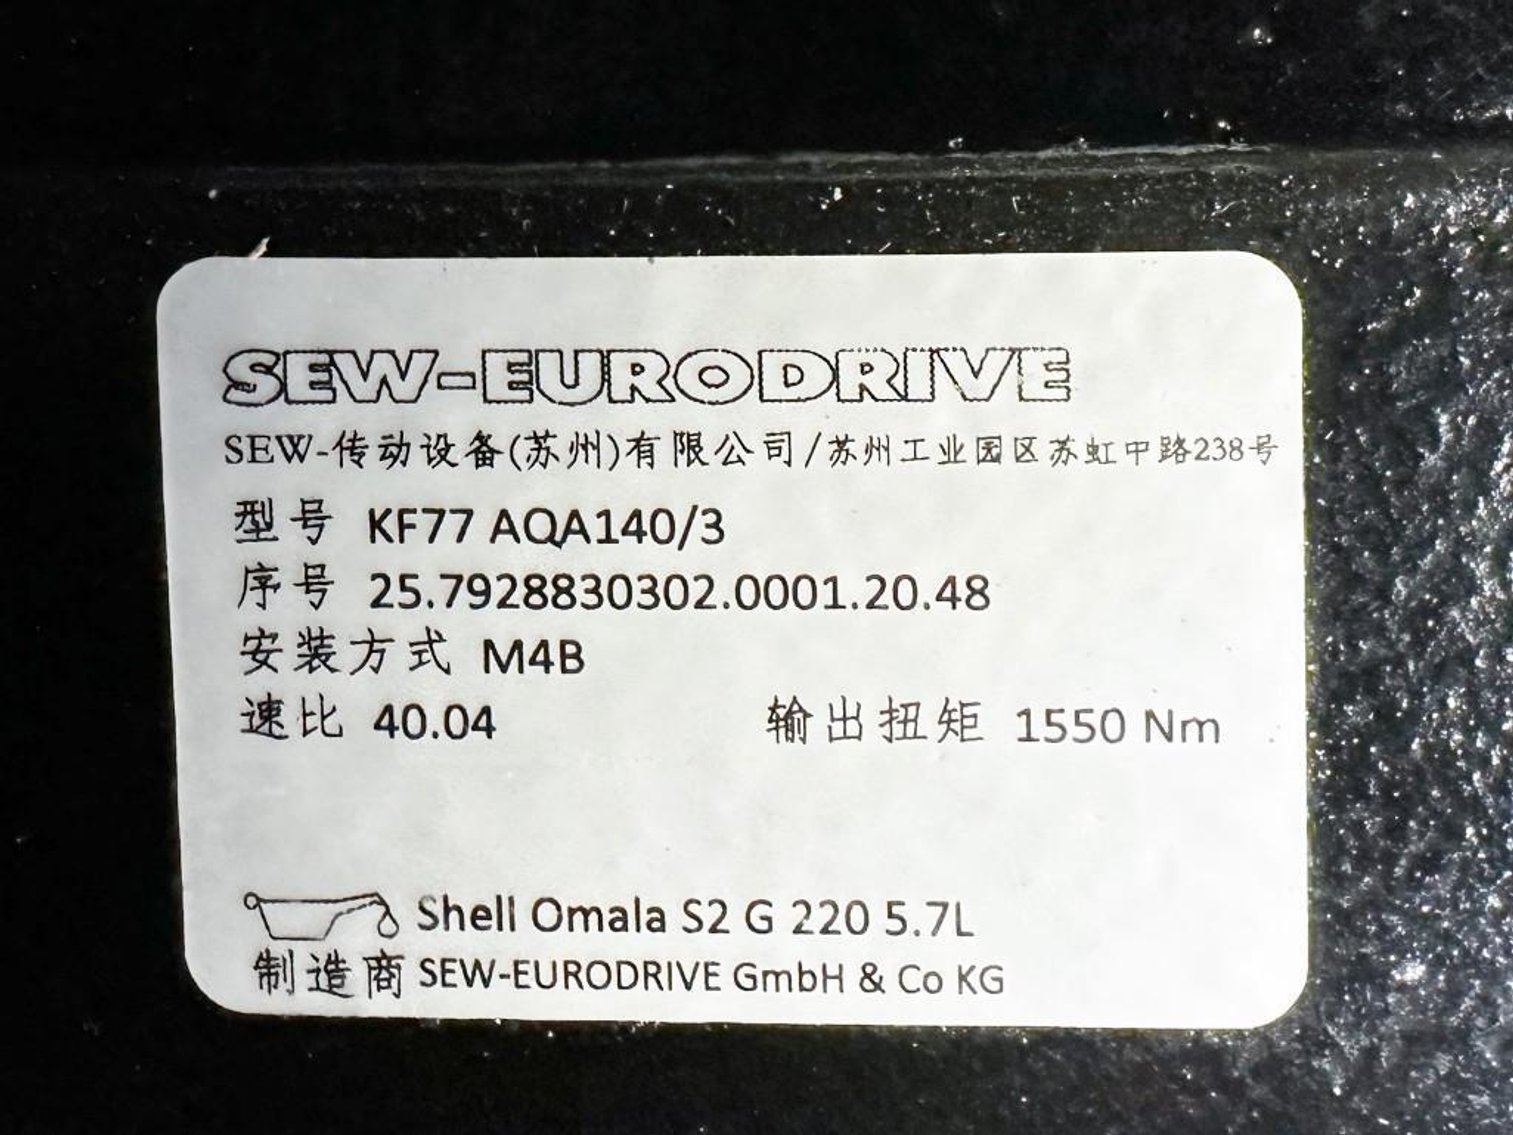 SEW-EURODRIVE
SEW-传动设备(苏州)有限公司/苏州工业园区苏虹中路238号
型号 KF77 AQA140/3
序号 25.7928830302.0001.20.48
安装方式 M4B
速比 40.04 输出扭矩 1550 Nm
Shell Omala S2 G 220 5.7L
制造商 SEW-EURODRIVE GmbH & Co KG